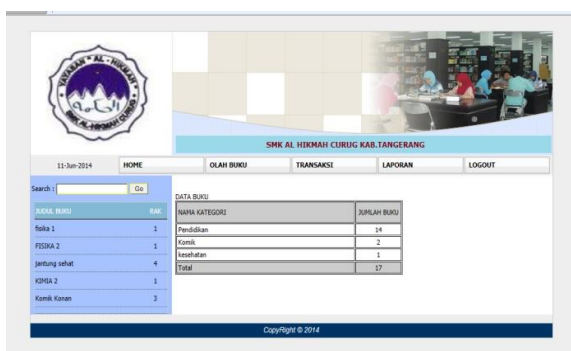 YAYASAN AL-HIKMAH
الحكمة
SMK AL-HIKMAH CURUG
SMK AL HIKMAH CURUG KAB.TANGERANG
11-Jun-2014 HOME OLAH BUKU TRANSAKSI LAPORAN LOGOUT
Search : Go
JUDUL BUKU RAK
fisika 1 1
FISIKA 2 1
jantung sehat 4
KIMIA 2 1
Komik Konan 3
DATA BUKU
NAMA KATEGORI JUMLAH BUKU
Pendidikan 14
Komik 2
kesehatan 1
Total 17
CopyRight © 2014